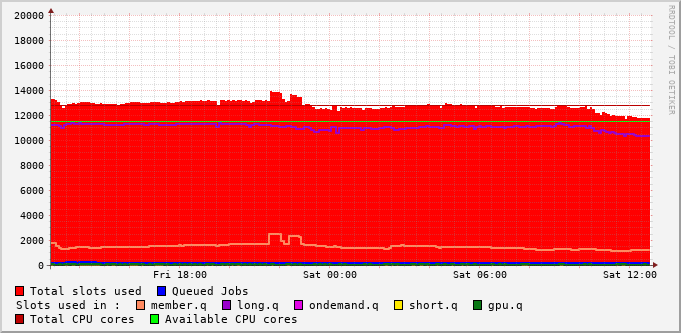 20000
18000
16000
14000
12000
10000
8000
6000
4000
2000
0
Fri 18:00 Sat 00:00 Sat 06:00 Sat 12:00
Total slots used Queued Jobs
Slots used in : member.q long.q ondemand.q short.q gpu.q
Total CPU cores Available CPU cores
RRDTOOL / TOBI OETIKER